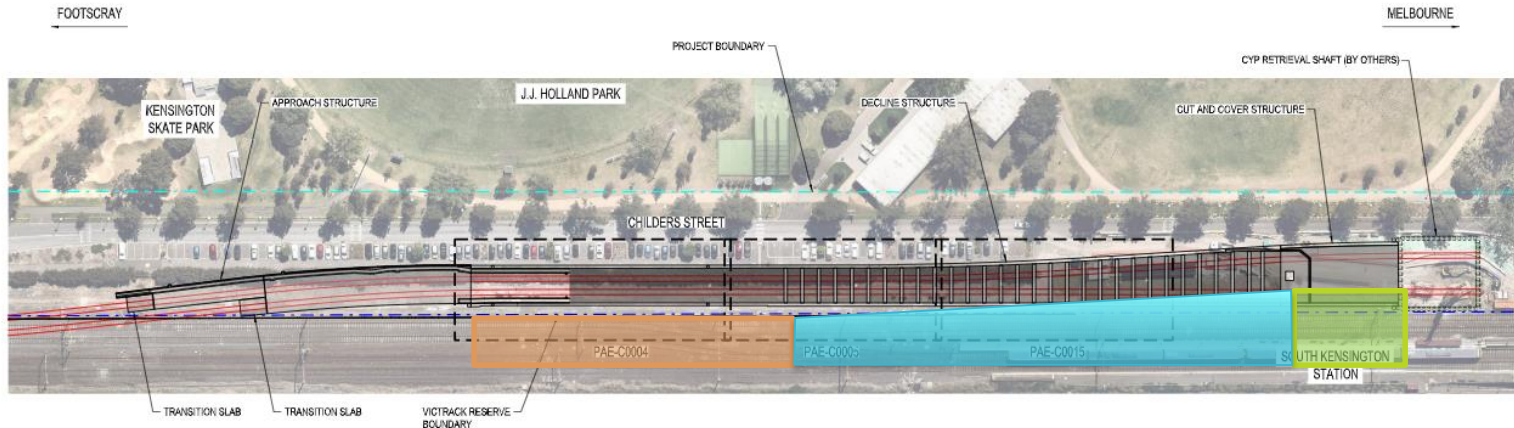 FOOTSCRAY
MELBOURNE
PROJECT BOUNDARY
CYP RETRIEVAL SHAFT (BY OTHERS)
KENSINGTON
SKATE PARK
APPROACH STRUCTURE
J.J. HOLLAND PARK
DECLINE STRUCTURE
CUT AND COVER STRUCTURE
CHILDERS STREET
PAE-C0004
PAE-C0005
PAE-C0015
SOUTH KENSINGTON
STATION
TRANSITION SLAB
TRANSITION SLAB
VICTRACK RESERVE
BOUNDARY